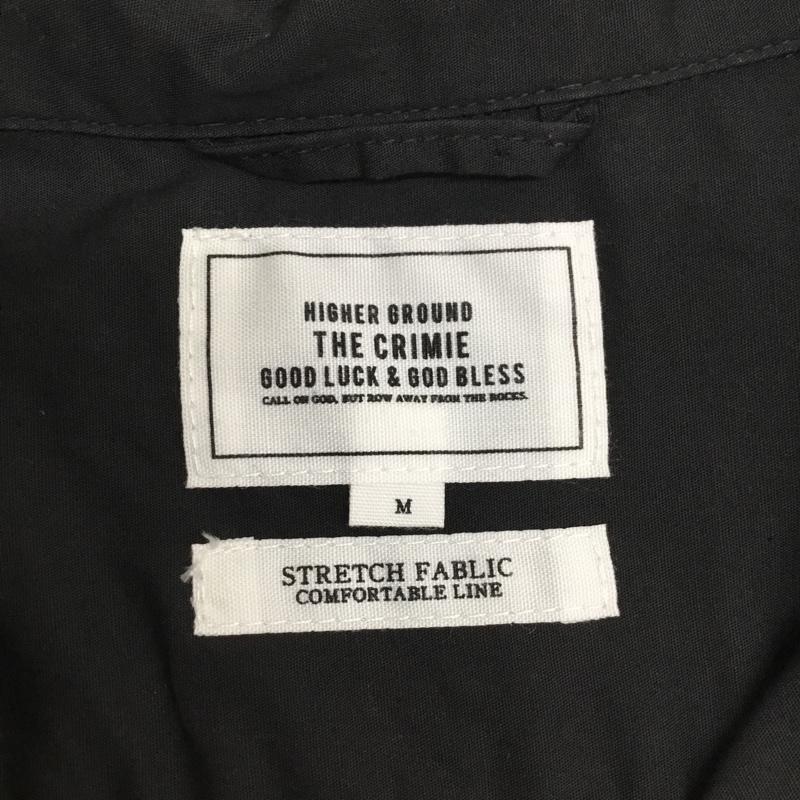 HIGHER GROUND
THE CRIMIE
GOOD LUCK & GOD BLESS
CALL ON GOD, BUT ROW AWAY FROM THE ROCKS.
M
STRETCH FABLIC
COMFORTABLE LINE